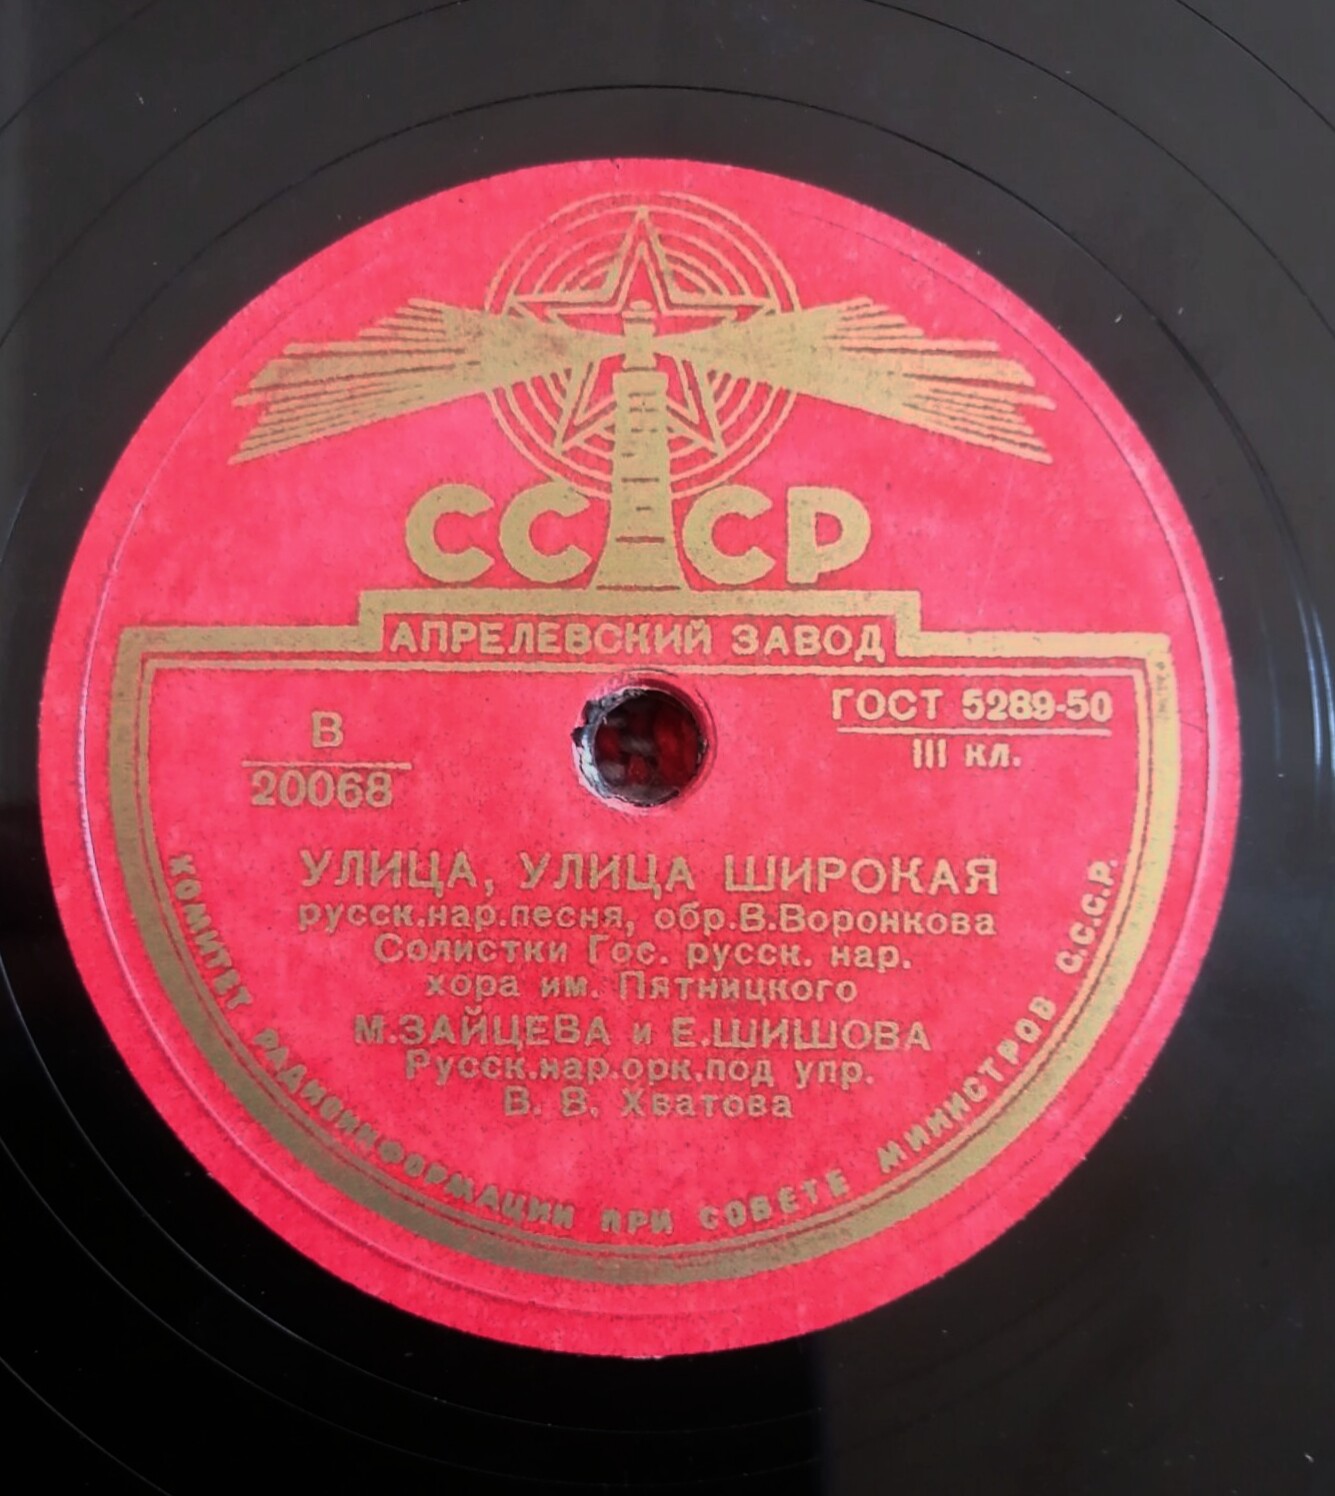 СССР
АПРЕЛЕВСКИЙ ЗАВОД
ГОСТ 5289-50
III кл.
В
20068
УЛИЦА, УЛИЦА ШИРОКАЯ
русск.нар.песня, обр.В.Воронкова
Солистки Гос. русск. нар.
хора им. Пятницкого
М.ЗАЙЦЕВА и Е.ШИШОВА
Русск.нар.орк.под упр.
В. В. Хватова
КОМИТЕТ РАДИОИНФОРМАЦИИ ПРИ СОВЕТЕ МИНИСТРОВ С.С.С.Р.